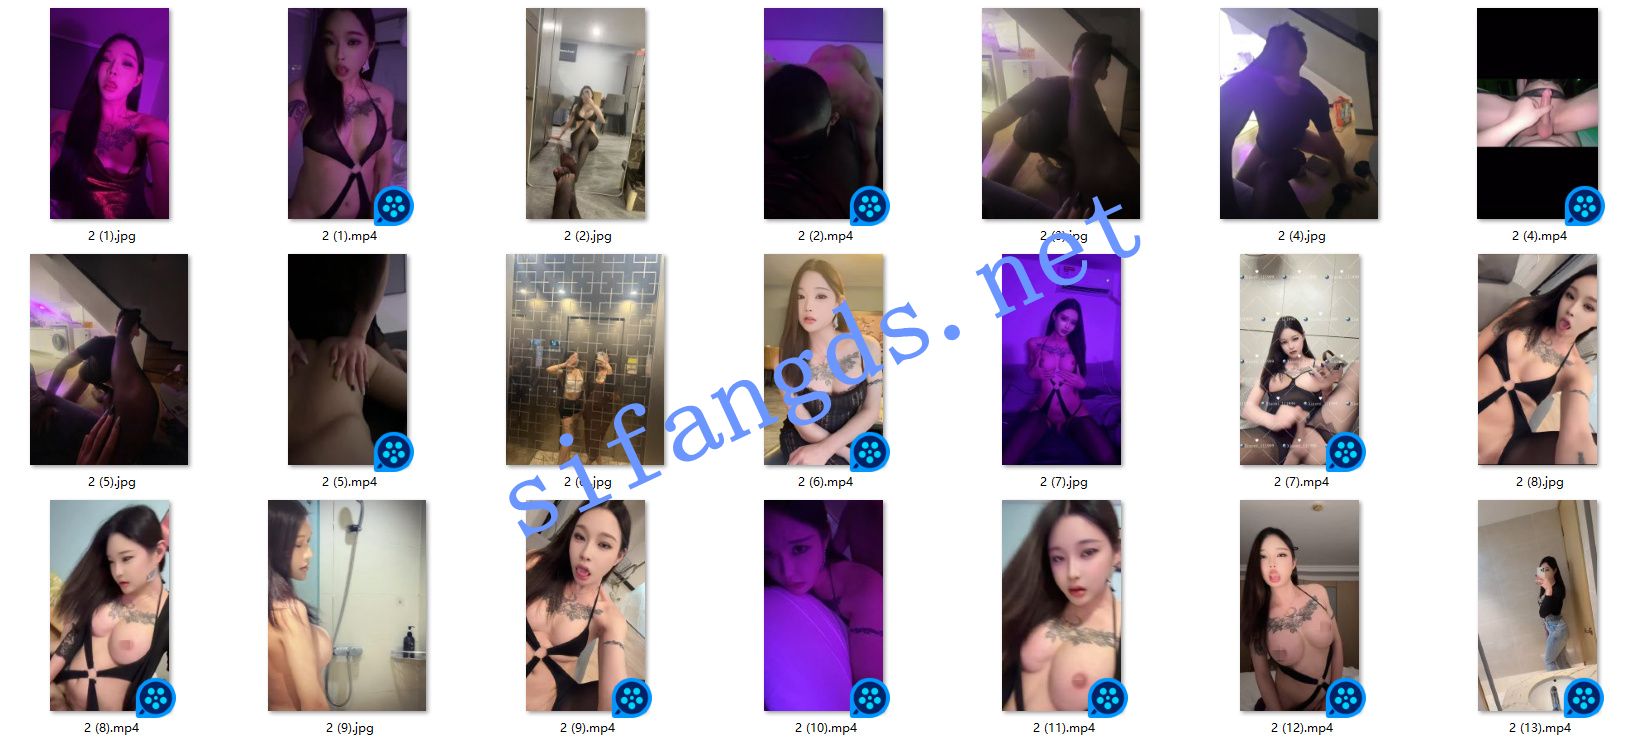 2 (1).jpg
2 (1).mp4
2 (2).jpg
2 (2).mp4
2 (3).jpg
2 (4).jpg
2 (4).mp4
2 (5).jpg
2 (5).mp4
2 (6).jpg
2 (6).mp4
2 (7).jpg
2 (7).mp4
2 (8).jpg
2 (8).mp4
2 (9).jpg
2 (9).mp4
2 (10).mp4
2 (11).mp4
2 (12).mp4
2 (13).mp4
sifangds.net